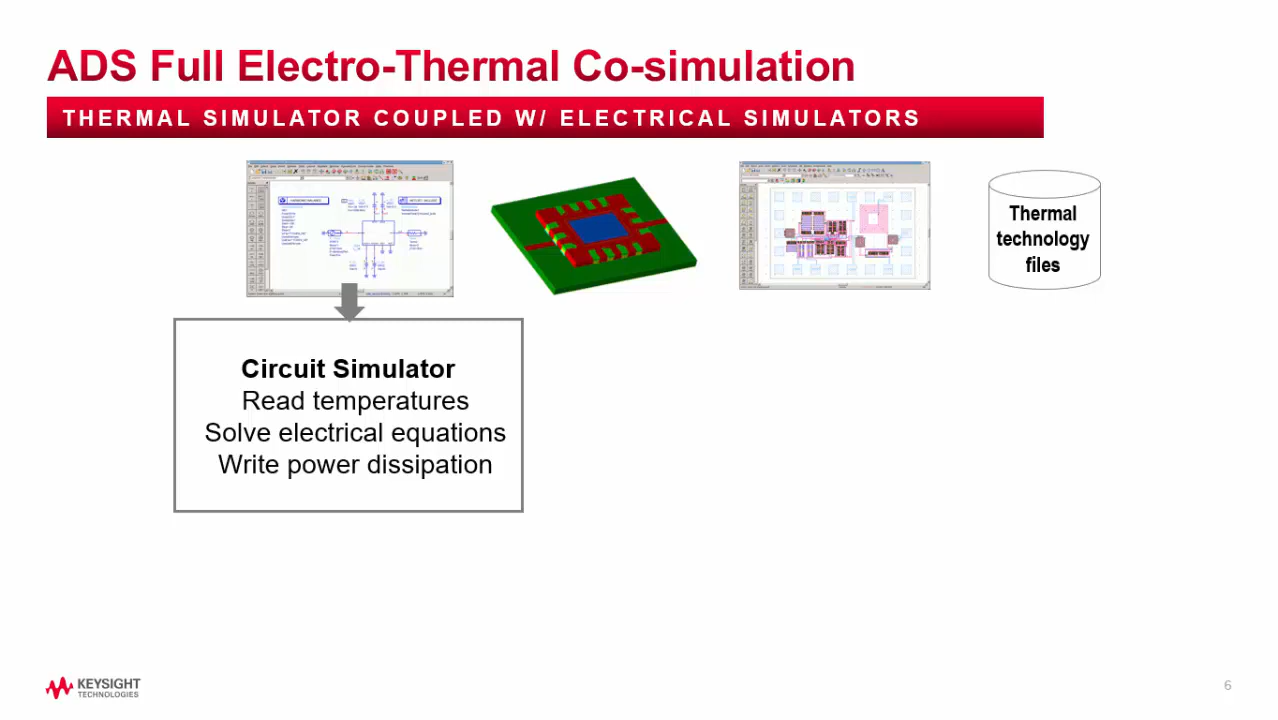 ADS Full Electro-Thermal Co-simulation
THERMAL SIMULATOR COUPLED W/ ELECTRICAL SIMULATORS
Thermal
technology
files
Circuit Simulator
Read temperatures
Solve electrical equations
Write power dissipation
KEYSIGHT
TECHNOLOGIES
6